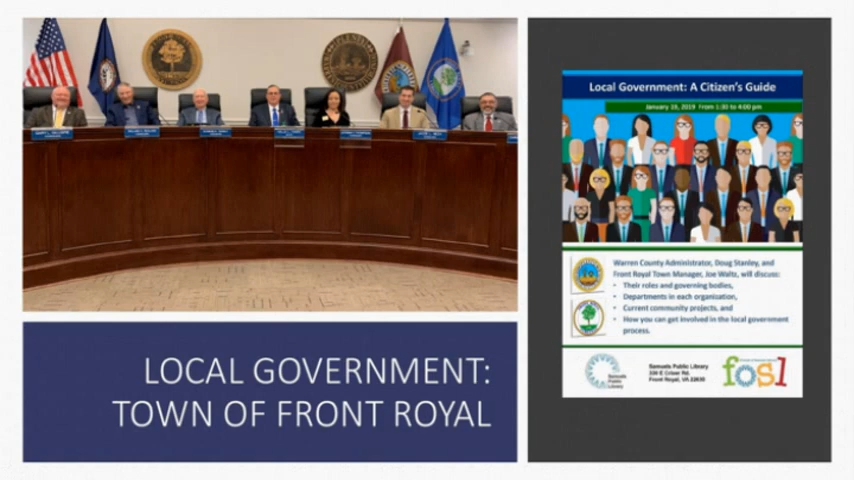 LOCAL GOVERNMENT:
TOWN OF FRONT ROYAL
Local Government: A Citizen's Guide
January 16, 2019 From 1:30 to 4:00 pm
Warren County Administrator, Doug Stanley, and
Front Royal Town Manager, Joe Waltz, will discuss:
• Their roles and governing bodies,
• Departments in each organization,
• Current community projects, and
• How you can get involved in the local government
process.
Samuels
Public
Library
Samuels Public Library
330 E Criser Rd.
Front Royal, VA 22630
fosl